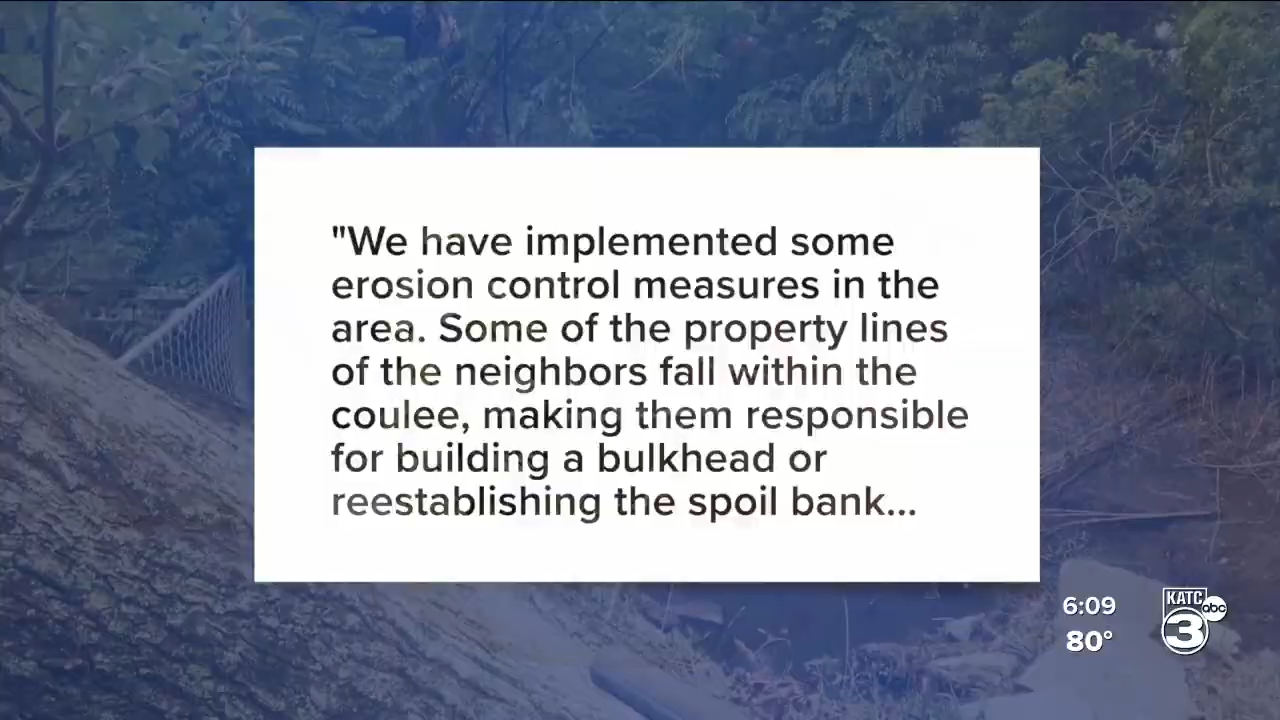 "We have implemented some
erosion control measures in the
area. Some of the property lines
of the neighbors fall within the
coulee, making them responsible
for building a bulkhead or
reestablishing the spoil bank...
6:09
80°
KATC
abc
3